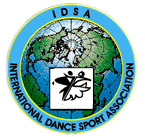 IDSA
INTERNATIONAL DANCE SPORT ASSOCIATION